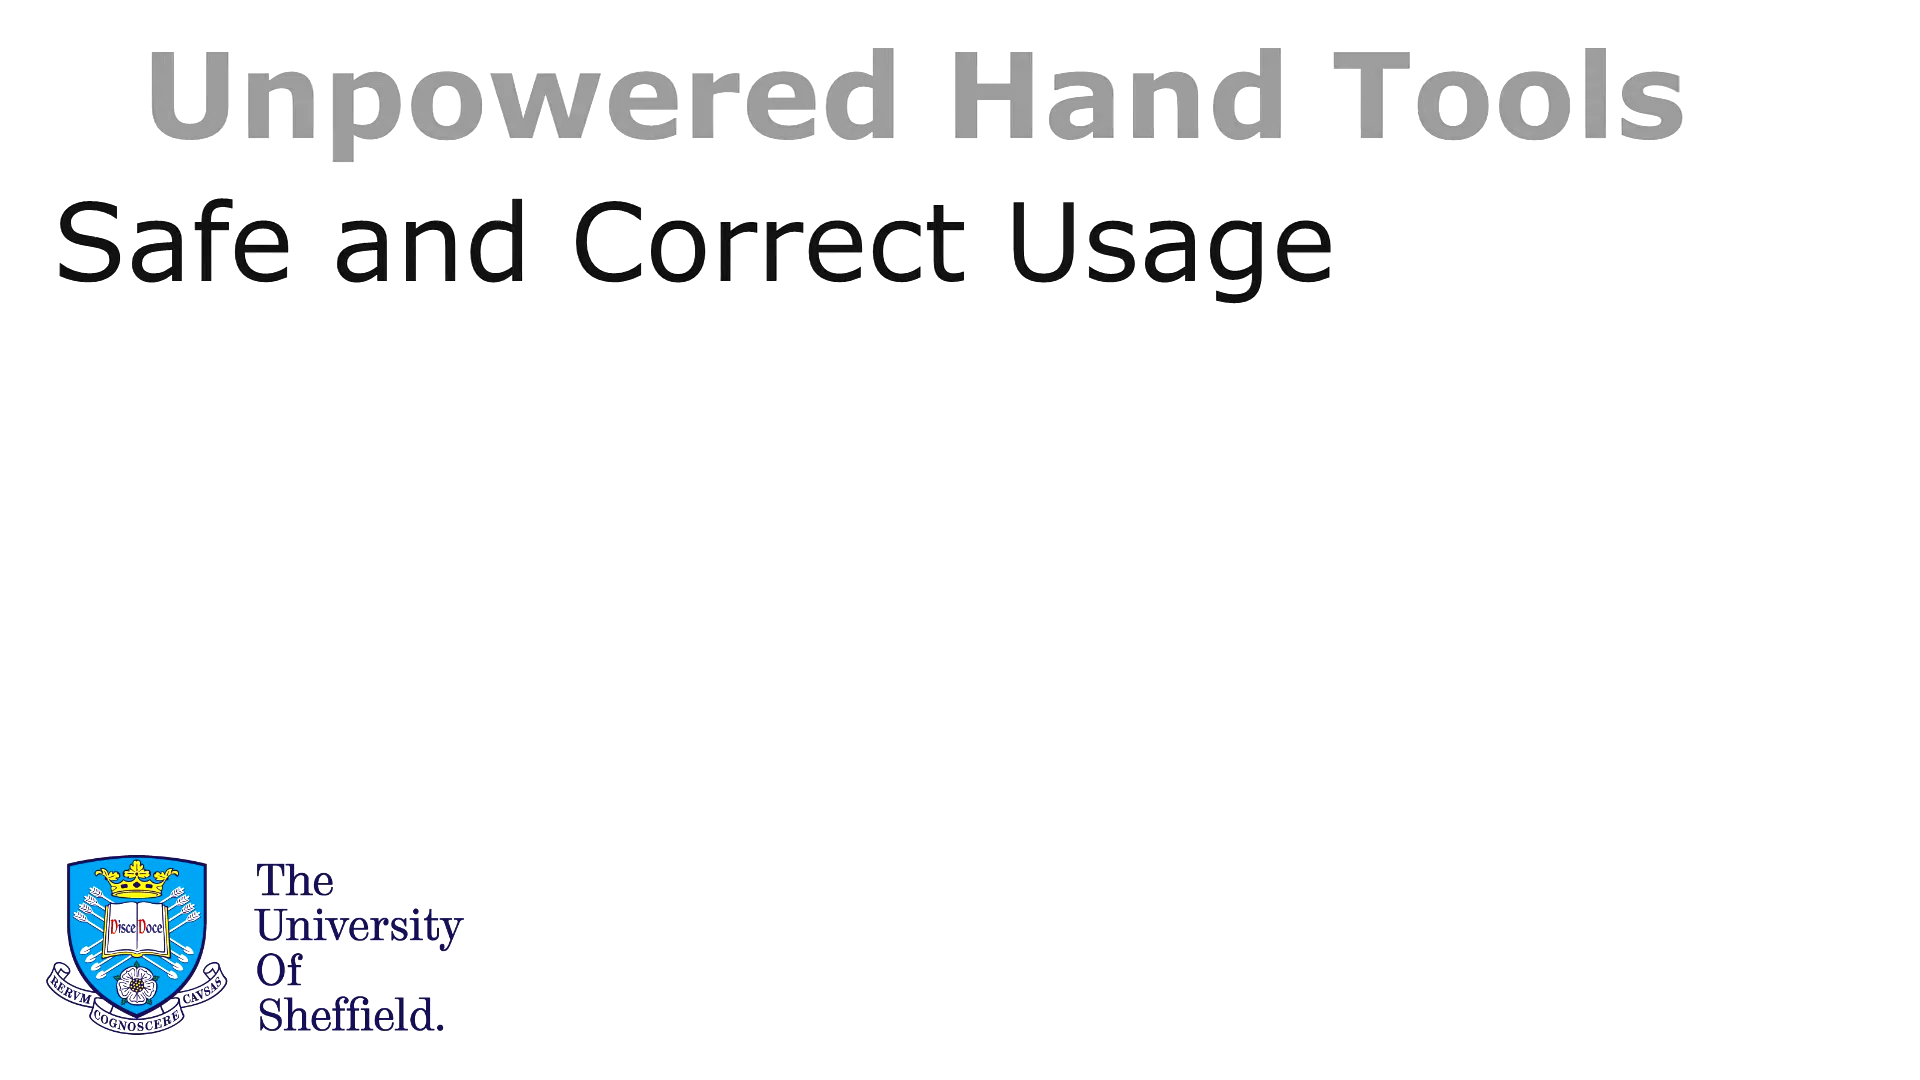 Unpowered Hand Tools
Safe and Correct Usage
Disce Doce
RERVM COGNOSCERE CAVSAS
The
University
Of
Sheffield.